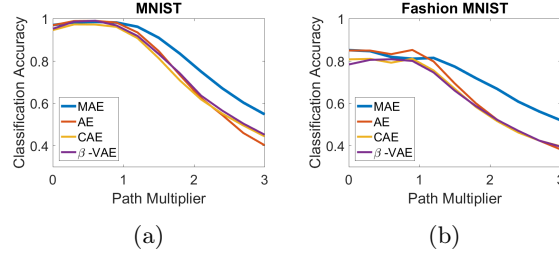 MNIST
Classification Accuracy
1
0.8
0.6
0.4
MAE
AE
CAE
β -VAE
0 1 2 3
Path Multiplier
(a)
Fashion MNIST
Classification Accuracy
1
0.8
0.6
0.4
MAE
AE
CAE
β -VAE
0 1 2 3
Path Multiplier
(b)